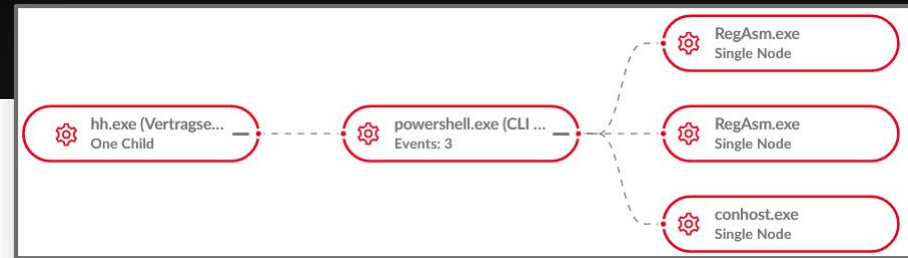 hh.exe (Vertragse...
One Child
powershell.exe (CLI ...
Events: 3
RegAsm.exe
Single Node
RegAsm.exe
Single Node
conhost.exe
Single Node